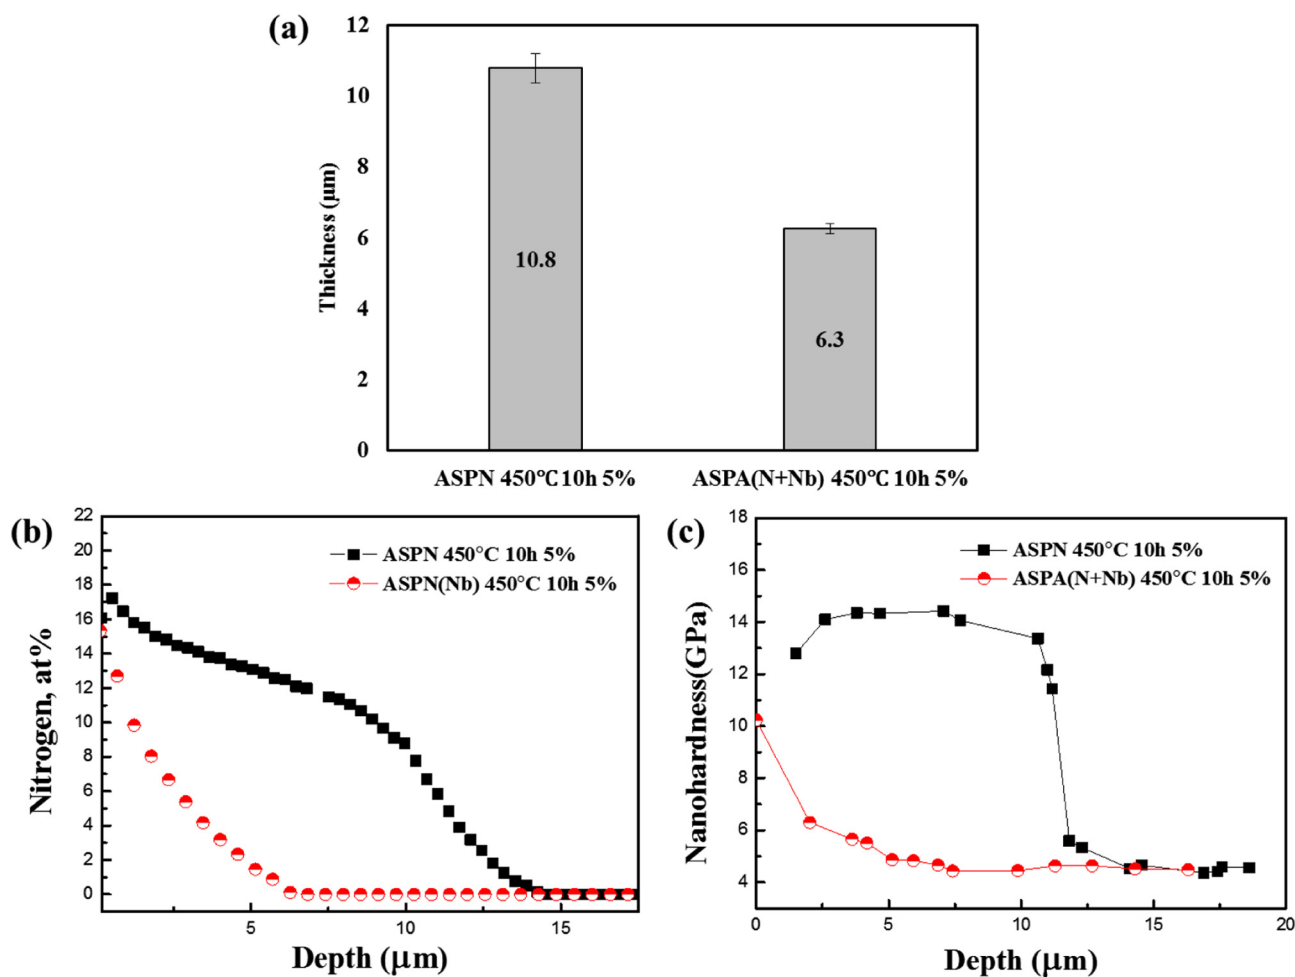 (a)
12
10
8
6
4
2
0
Thickness (μm)
10.8
6.3
ASPN 450℃ 10h 5%
ASPA(N+Nb) 450℃ 10h 5%
(b)
22
20
18
16
14
12
10
8
6
4
2
0
Nitrogen, at%
ASPN 450°C 10h 5%
ASPN(Nb) 450°C 10h 5%
5
10
15
Depth (μm)
(c)
18
16
14
12
10
8
6
4
Nanohardness(GPa)
ASPN 450°C 10h 5%
ASPA(N+Nb) 450°C 10h 5%
0
5
10
15
20
Depth (μm)